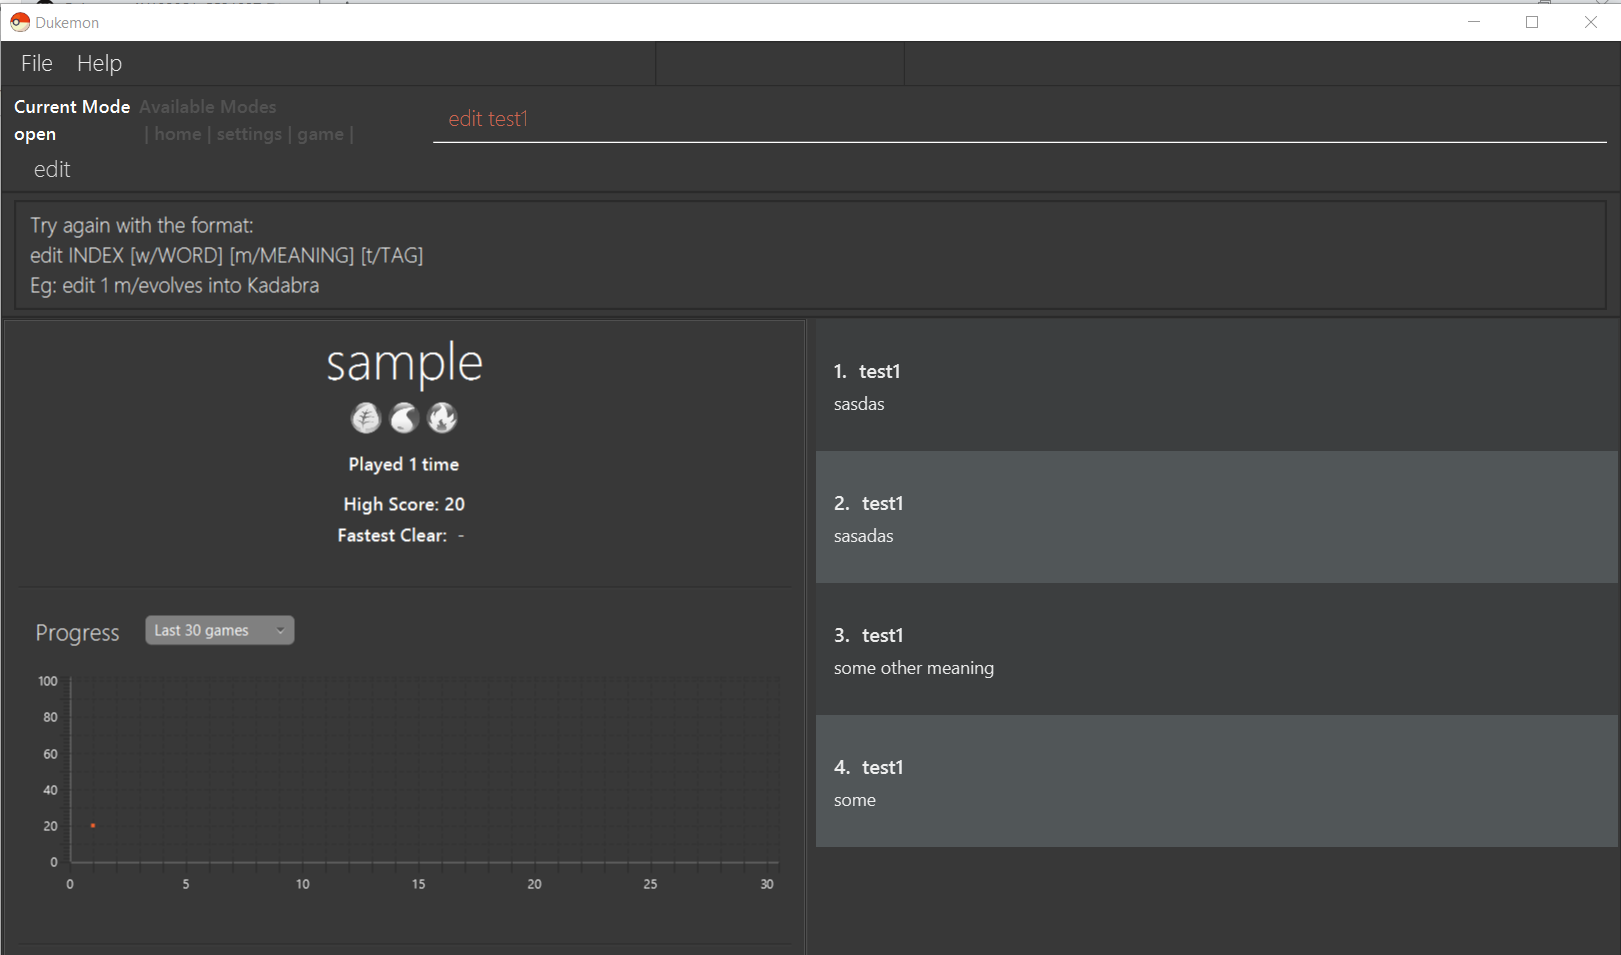 Dukemon
File Help
Current Mode Available Modes
open | home | settings | game |
edit test1
edit
Try again with the format:
edit INDEX [w/WORD] [m/MEANING] [t/TAG]
Eg: edit 1 m/evolves into Kadabra
sample
Played 1 time
High Score: 20
Fastest Clear: -
Progress Last 30 games
100
80
60
40
20
0
0 5 10 15 20 25 30
1. test1
sasdas
2. test1
sasadas
3. test1
some other meaning
4. test1
some